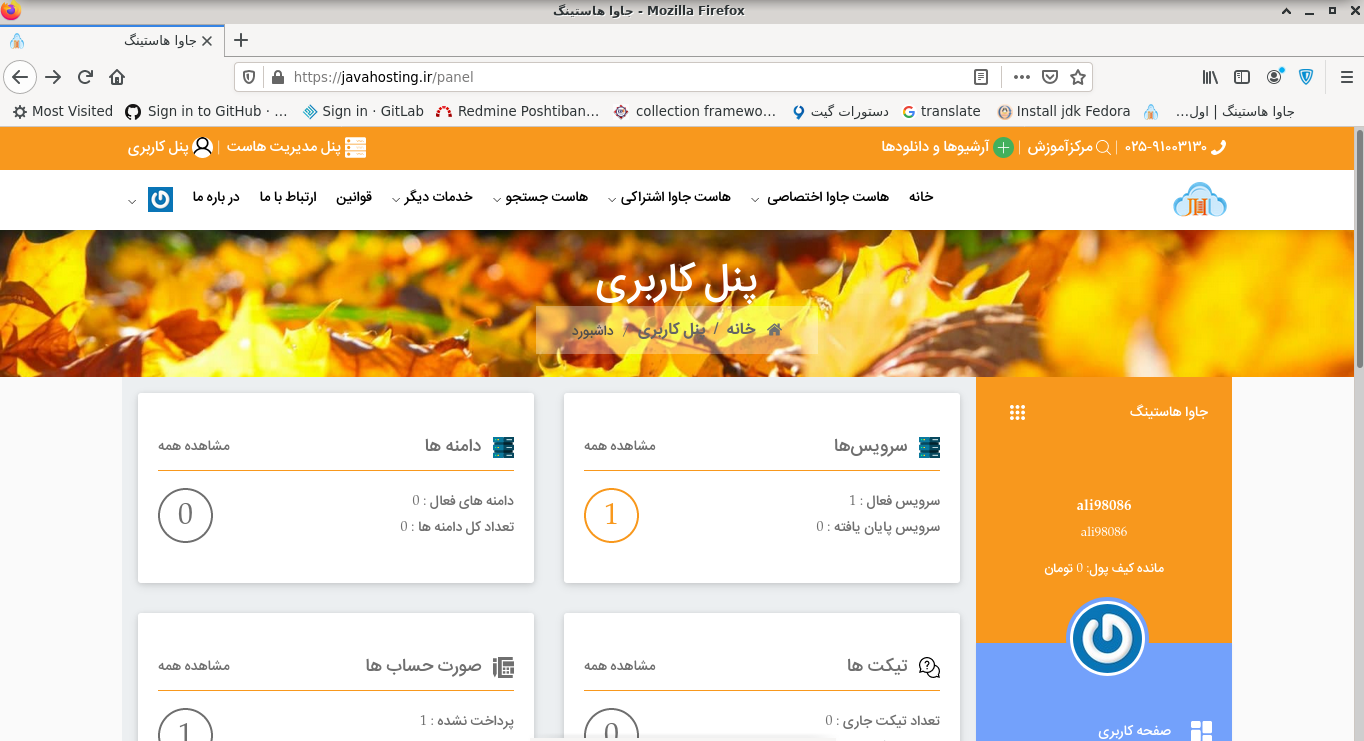 جاوا هاستینگ - Mozilla Firefox
جاوا هاستینگ
https://javahosting.ir/panel
Most Visited
Sign in to GitHub · ...
Sign in · GitLab
Redmine Poshtiban...
collection framewo...
دستورات گیت
translate
Install jdk Fedora
جاوا هاستینگ | اول...
۰۲۵-۹۱۰۰۳۱۳۰ | مرکزآموزش | آرشیوها و دانلودها
پنل مدیریت هاست | پنل کاربری
خانه
هاست جاوا اختصاصی
هاست جاوا اشتراکی
هاست جستجو
خدمات دیگر
قوانین
ارتباط با ما
در باره ما
پنل کاربری
خانه / پنل کاربری / داشبورد
جاوا هاستینگ
ali98086
ali98086
مانده کیف پول: 0 تومان
صفحه کاربری
سرویس‌ها
مشاهده همه
سرویس فعال : 1
سرویس پایان یافته : 0
1
دامنه ها
مشاهده همه
دامنه های فعال : 0
تعداد کل دامنه ها : 0
0
تیکت ها
مشاهده همه
تعداد تیکت جاری : 0
0
صورت حساب ها
مشاهده همه
پرداخت نشده : 1
1